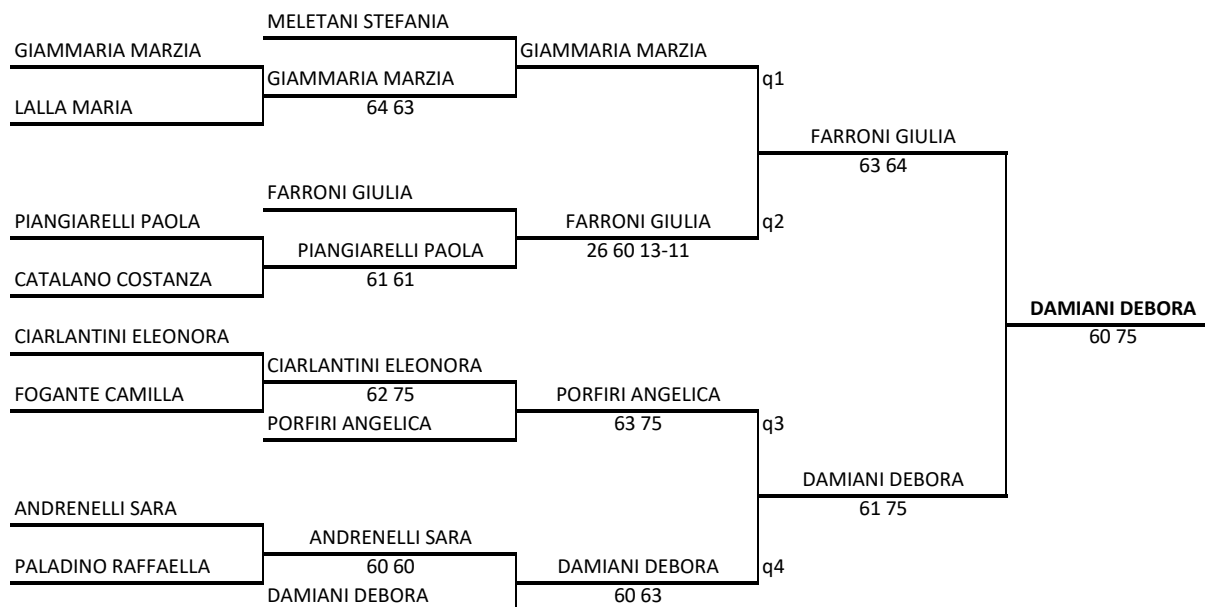 MELETANI STEFANIA
GIAMMARIA MARZIA
GIAMMARIA MARZIA
GIAMMARIA MARZIA
q1
LALLA MARIA
64 63
FARRONI GIULIA
63 64
FARRONI GIULIA
PIANGIARELLI PAOLA
FARRONI GIULIA
q2
PIANGIARELLI PAOLA
26 60 13-11
CATALANO COSTANZA
61 61
DAMIANI DEBORA
60 75
CIARLANTINI ELEONORA
CIARLANTINI ELEONORA
FOGANTE CAMILLA
62 75
PORFIRI ANGELICA
PORFIRI ANGELICA
63 75
q3
DAMIANI DEBORA
61 75
ANDRENELLI SARA
ANDRENELLI SARA
PALADINO RAFFAELLA
60 60
DAMIANI DEBORA
q4
DAMIANI DEBORA
60 63